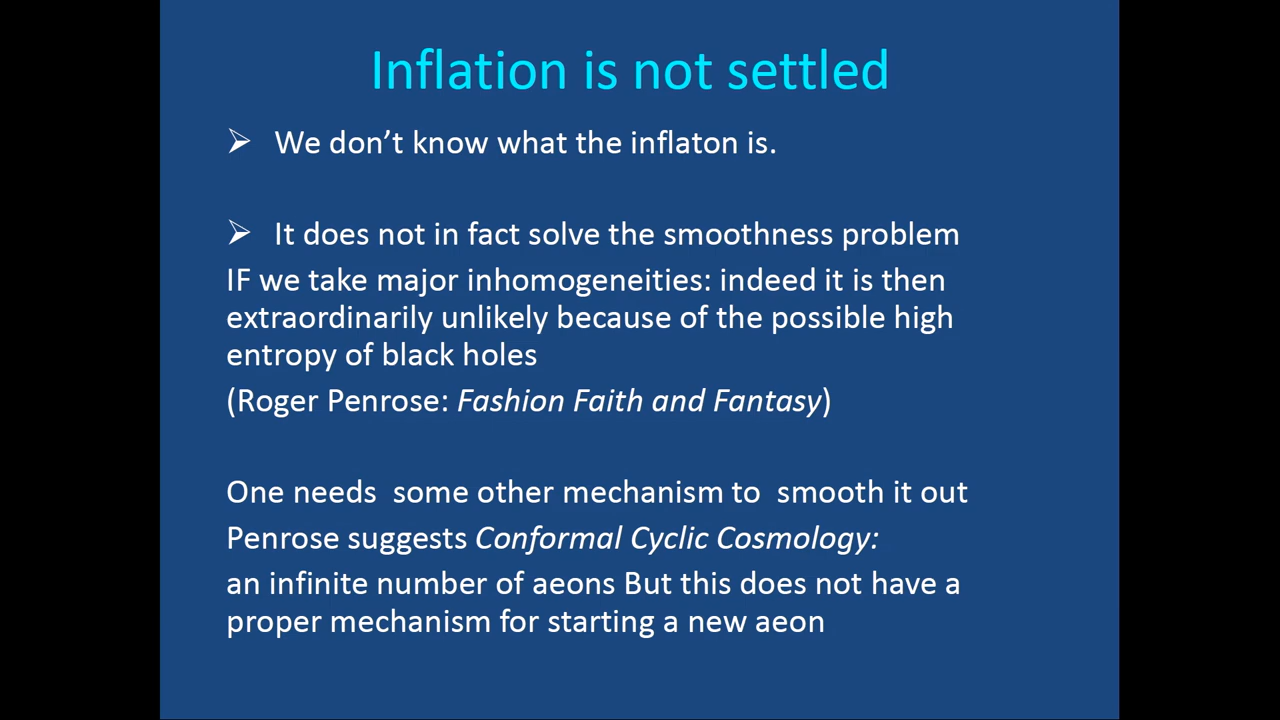 Inflation is not settled
➢ We don’t know what the inflaton is.
➢ It does not in fact solve the smoothness problem
IF we take major inhomogeneities: indeed it is then
extraordinarily unlikely because of the possible high
entropy of black holes
(Roger Penrose: Fashion Faith and Fantasy)
One needs  some other mechanism to  smooth it out
Penrose suggests Conformal Cyclic Cosmology:
an infinite number of aeons But this does not have a
proper mechanism for starting a new aeon